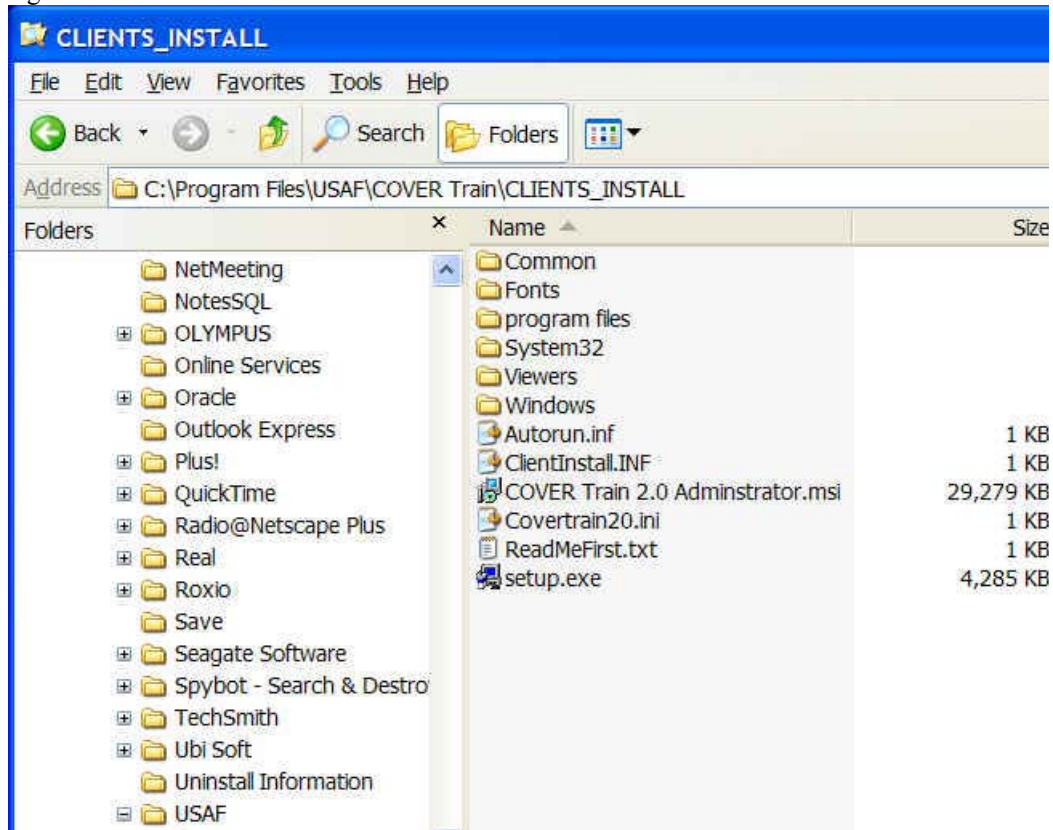 CLIENTS_INSTALL
File Edit View Favorites Tools Help
Back Search Folders
Address C:\Program Files\USAF\COVER Train\CLIENTS_INSTALL
Folders × Name Size
NetMeeting
NotesSQL
OLYMPUS
Online Services
Oracle
Outlook Express
Plus!
QuickTime
Radio@Netscape Plus
Real
Roxio
Save
Seagate Software
Spybot - Search & Destro
TechSmith
Ubi Soft
Uninstall Information
USAF
Common
Fonts
program files
System32
Viewers
Windows
Autorun.inf 1 KB
ClientInstall.INF 1 KB
COVER Train 2.0 Adminstrator.msi 29,279 KB
Covertrain20.ini 1 KB
ReadMeFirst.txt 1 KB
setup.exe 4,285 KB